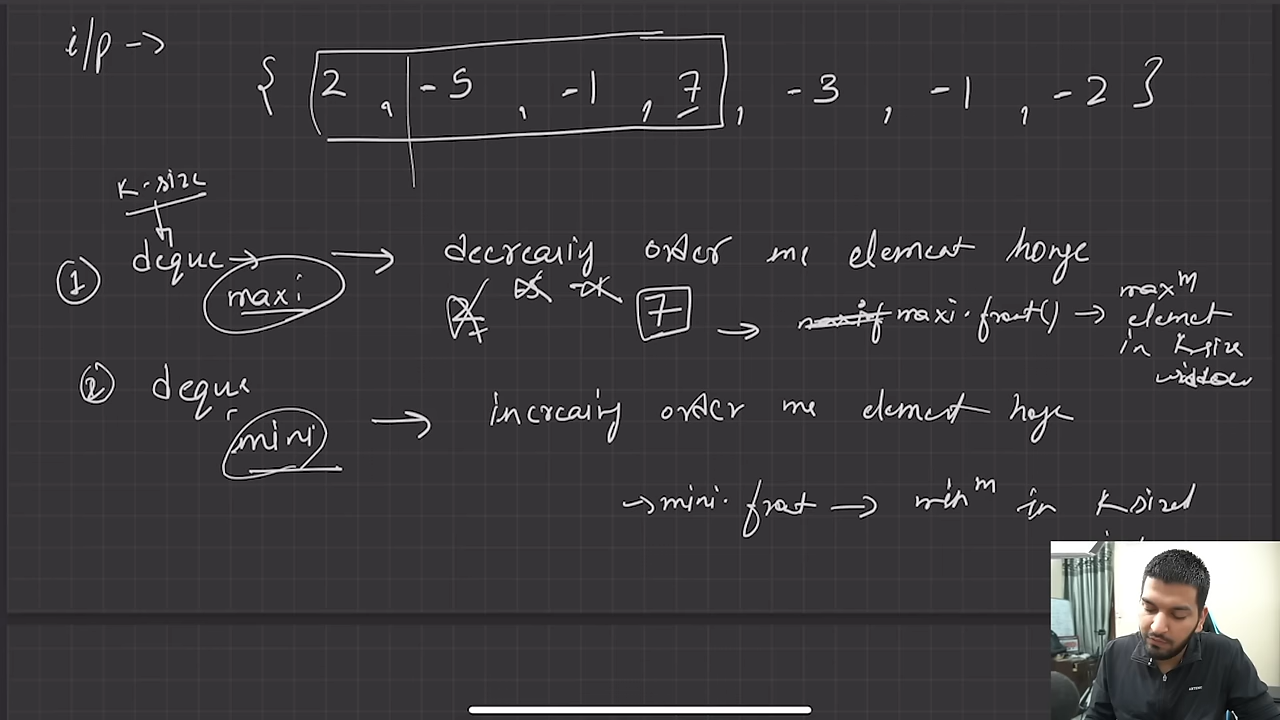 i/p →
{ 2 , -5 , -1 , 7 , -3 , -1 , -2 }
K-size
① deque → maxi → decreasing order me element honge
7 → maxi.front() → maxᵐ element in K size window
② deque mini → increasing order me element hoge
→ mini.front → minᵐ in K sized